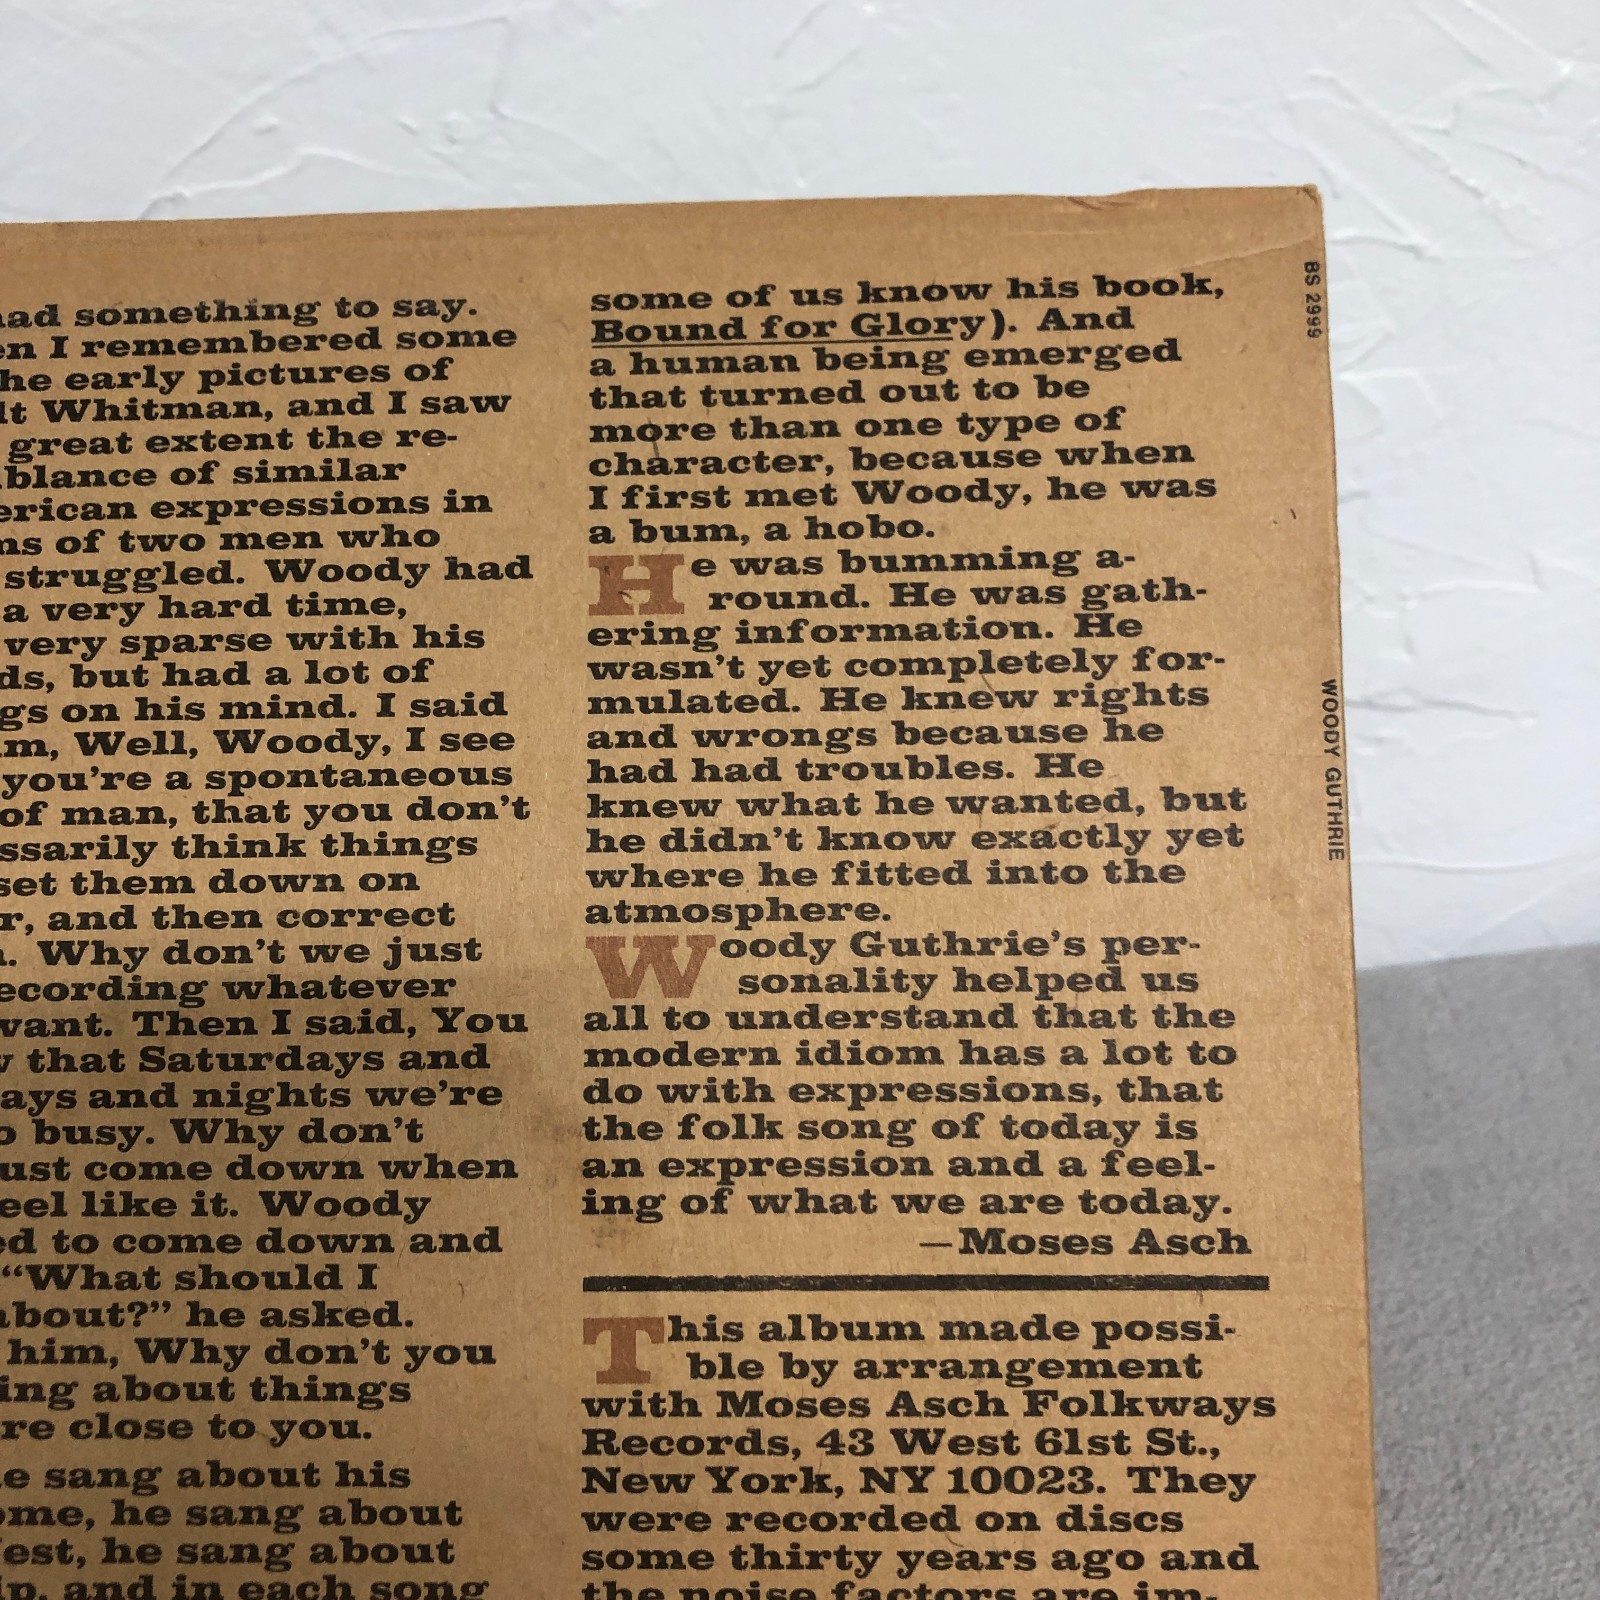 had something to say.
I remembered some
the early pictures of
Whitman, and I saw
great extent the re-
blance of similar
erican expressions in
ms of two men who
struggled. Woody had
a very hard time,
very sparse with his
ds, but had a lot of
gs on his mind. I said
Well, Woody, I see
you're a spontaneous
of man, that you don't
ssarily think things
set them down on
and then correct
Why don't we just
ecording whatever
want. Then I said, You
that Saturdays and
ays and nights we're
busy. Why don't
just come down when
eel like it. Woody
ed to come down and
"What should I
about?" he asked.
him, Why don't you
ing about things
re close to you.
he sang about his
ome, he sang about
est, he sang about
and in each song
some of us know his book,
Bound for Glory). And
a human being emerged
that turned out to be
more than one type of
character, because when
I first met Woody, he was
a bum, a hobo.
He was bumming a-
round. He was gath-
ering information. He
wasn't yet completely for-
mulated. He knew rights
and wrongs because he
had had troubles. He
knew what he wanted, but
he didn't know exactly yet
where he fitted into the
atmosphere.
Woody Guthrie's per-
sonality helped us
all to understand that the
modern idiom has a lot to
do with expressions, that
the folk song of today is
an expression and a feel-
ing of what we are today.
—Moses Asch
This album made possi-
ble by arrangement
with Moses Asch Folkways
Records, 43 West 61st St.,
New York, NY 10023. They
were recorded on discs
some thirty years ago and
the noise factors are im-
BS 2999
WOODY GUTHRIE